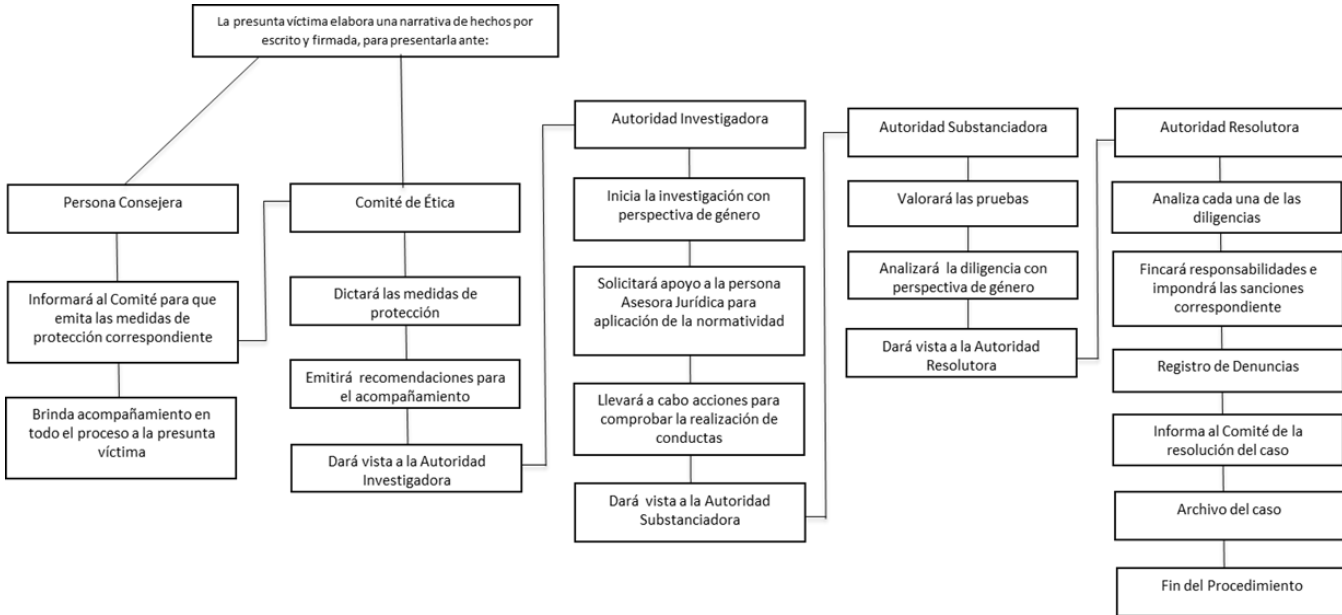 La presunta víctima elabora una narrativa de hechos por
escrito y firmada, para presentarla ante:
Persona Consejera
Informará al Comité para que
emita las medidas de
protección correspondiente
Brinda acompañamiento en
todo el proceso a la presunta
víctima
Comité de Ética
Dictará las medidas de
protección
Emitirá recomendaciones para
el acompañamiento
Dará vista a la Autoridad
Investigadora
Autoridad Investigadora
Inicia la investigación con
perspectiva de género
Solicitará apoyo a la persona
Asesora Jurídica para
aplicación de la normatividad
Llevará a cabo acciones para
comprobar la realización de
conductas
Dará vista a la Autoridad
Substanciadora
Autoridad Substanciadora
Valorará las pruebas
Analizará la diligencia con
perspectiva de género
Dará vista a la Autoridad
Resolutora
Autoridad Resolutora
Analiza cada una de las
diligencias
Fincará responsabilidades e
impondrá las sanciones
correspondiente
Registro de Denuncias
Informa al Comité de la
resolución del caso
Archivo del caso
Fin del Procedimiento